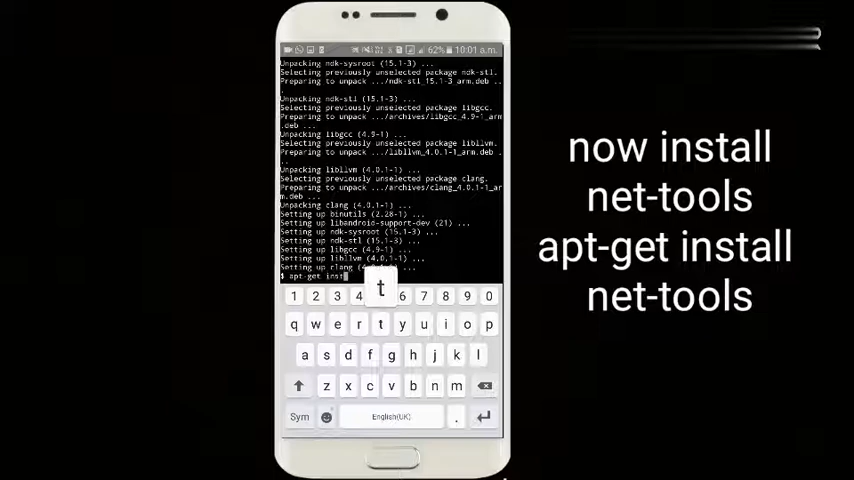 62% 10:01 a.m.
Unpacking ndk-sysroot (15.1-3) ...
Selecting previously unselected package ndk-stl.
Preparing to unpack .../ndk-stl_15.1-3_arm.deb ..
.
Unpacking ndk-stl (15.1-3) ...
Selecting previously unselected package libgcc.
Preparing to unpack .../archives/libgcc_4.9-1_arm
.deb ...
Unpacking libgcc (4.9-1) ...
Selecting previously unselected package libllvm.
Preparing to unpack .../libllvm_4.0.1-1_arm.deb .
..
Unpacking libllvm (4.0.1-1) ...
Selecting previously unselected package clang.
Preparing to unpack .../archives/clang_4.0.1-1_ar
m.deb ...
Unpacking clang (4.0.1-1) ...
Setting up binutils (2.28-1) ...
Setting up libandroid-support-dev (21) ...
Setting up ndk-sysroot (15.1-3) ...
Setting up ndk-stl (15.1-3) ...
Setting up libgcc (4.9-1) ...
Setting up libllvm (4.0.1-1) ...
Setting up clang ...
$ apt-get inst
t
1 2 3 4 6 7 8 9 0
q w e r t y u i o p
a s d f g h j k l
z x c v b n m
Sym English(UK) .
now install
net-tools
apt-get install
net-tools